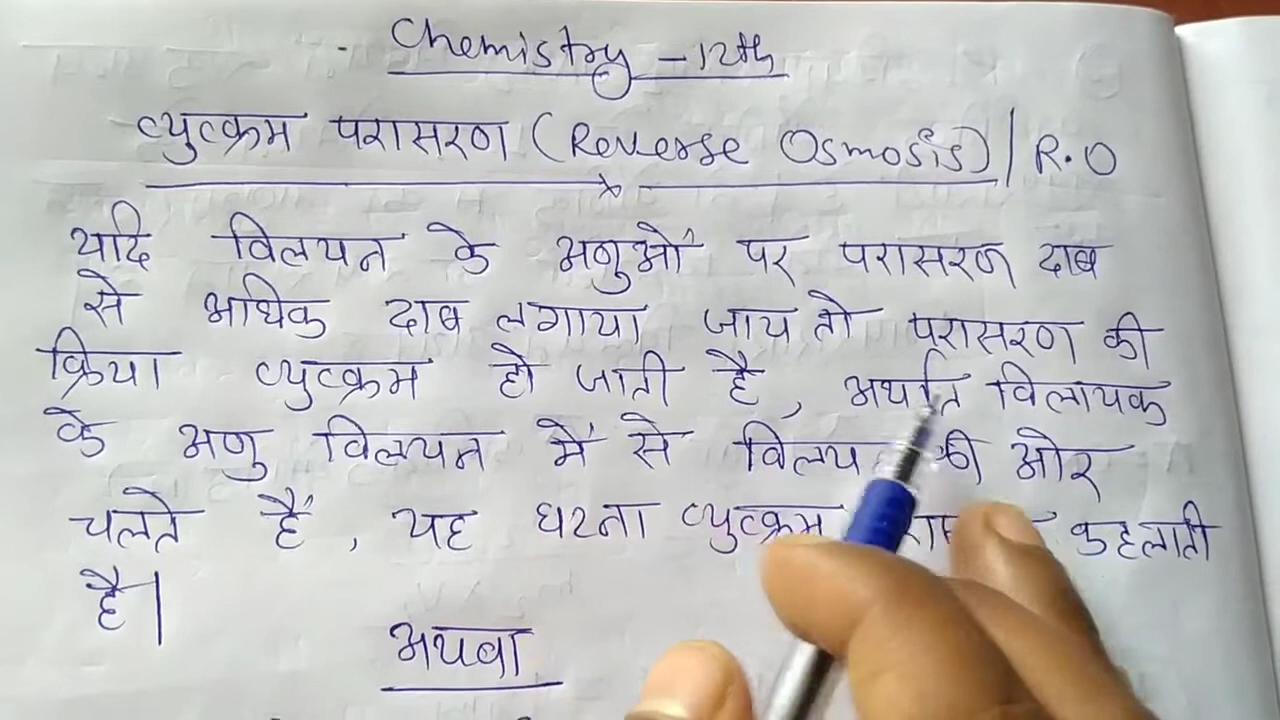 Chemistry - 12th
व्युत्क्रम परासरण (Reverse Osmosis) / R.O
यदि विलयन के अणुओं पर परासरण दाब
से अधिक दाब लगाया जाय तो परासरण की
क्रिया व्युत्क्रम हो जाती है, अर्थात विलायक
के अणु विलयन में से की ओर
चलते हैं, यह घटना व्युत्क्रम कहलाती
है।
अथवा